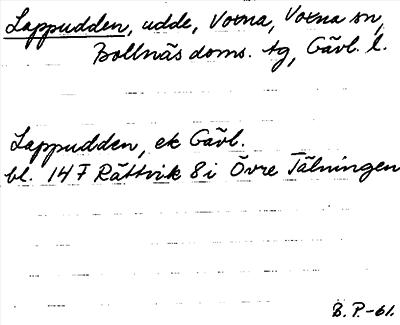 Lappudden, udde, Voxna, Voxna sn,
Bollnäs doms. tg, Gävl. l.
Lappudden, ek Gävl.
bl. 14 F Rättvik 8 i Övre Tälningen
B. P. -61.